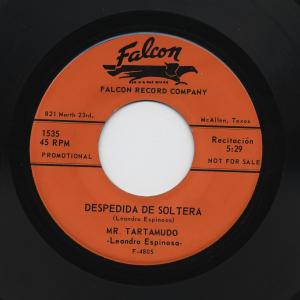 Falcon
FALCON RECORD COMPANY
821 North 23rd.
McAllen, Texas
1535
45 RPM
PROMOTIONAL
Recitación
5:29
NOT FOR SALE
DESPEDIDA DE SOLTERA
(Leandro Espinosa)
MR. TARTAMUDO
-Leandro Espinosa-
F-4805